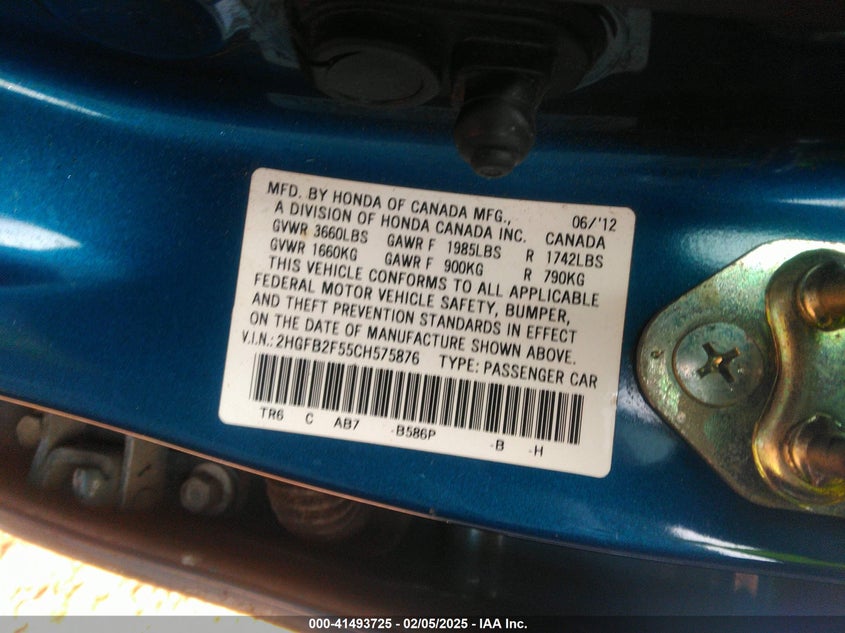 MFD. BY HONDA OF CANADA MFG., 06/'12
A DIVISION OF HONDA CANADA INC. CANADA
GVWR 3660LBS GAWR F 1985LBS R 1742LBS
GVWR 1660KG GAWR F 900KG R 790KG
THIS VEHICLE CONFORMS TO ALL APPLICABLE
FEDERAL MOTOR VEHICLE SAFETY, BUMPER,
AND THEFT PREVENTION STANDARDS IN EFFECT
ON THE DATE OF MANUFACTURE SHOWN ABOVE.
V.I.N.: 2HGFB2F55CH575876 TYPE: PASSENGER CAR
TR6 C AB7 -B586P -B -H
000-41493725 - 02/05/2025 - IAA Inc.